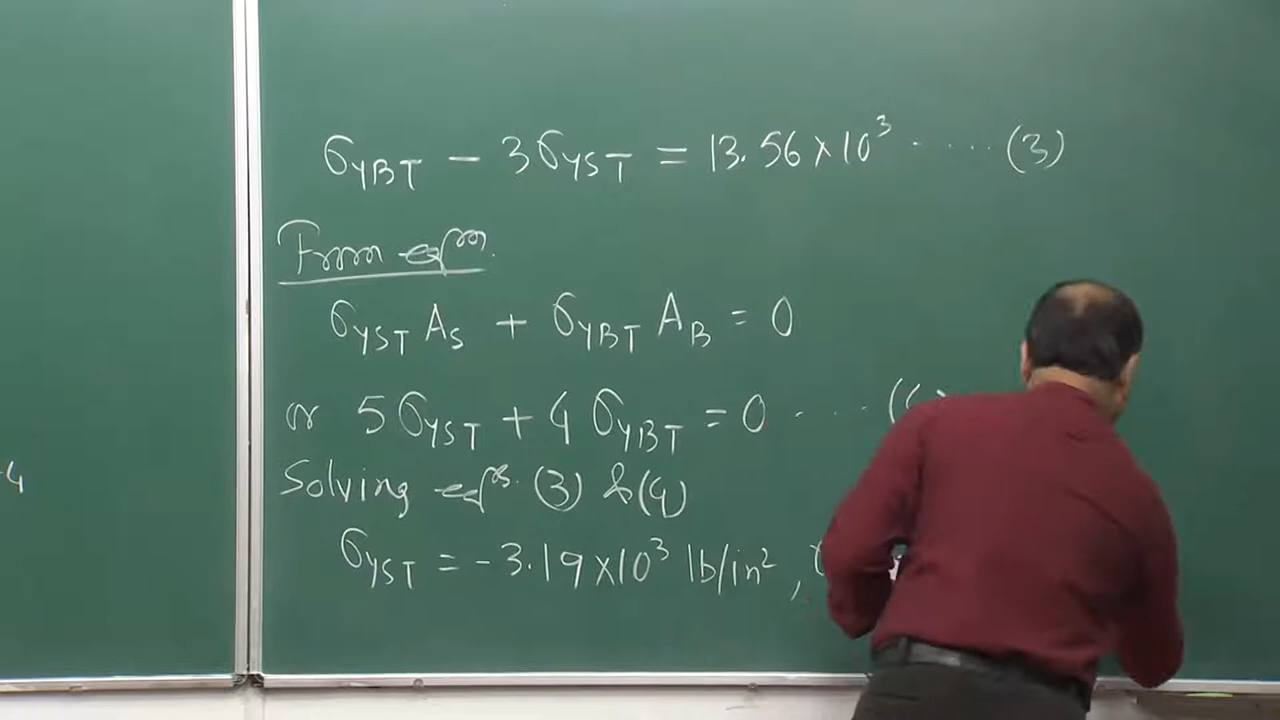 -4
σYBT - 3σYST = 13.56×10³ ..... (3)
From eqⁿ.
σYST AS + σYBT AB = 0
or 5σYST + 4σYBT = 0 .....
Solving eqⁿˢ. (3) & (4)
σYST = -3.19×10³ lb/in²,